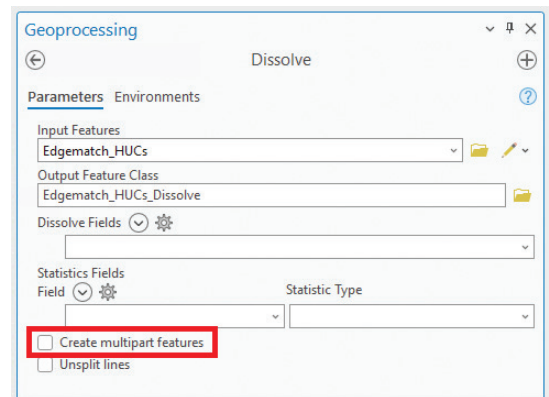 Geoprocessing
Dissolve
Parameters Environments
Input Features
Edgematch_HUCs
Output Feature Class
Edgematch_HUCs_Dissolve
Dissolve Fields
Statistics Fields
Field Statistic Type
Create multipart features
Unsplit lines